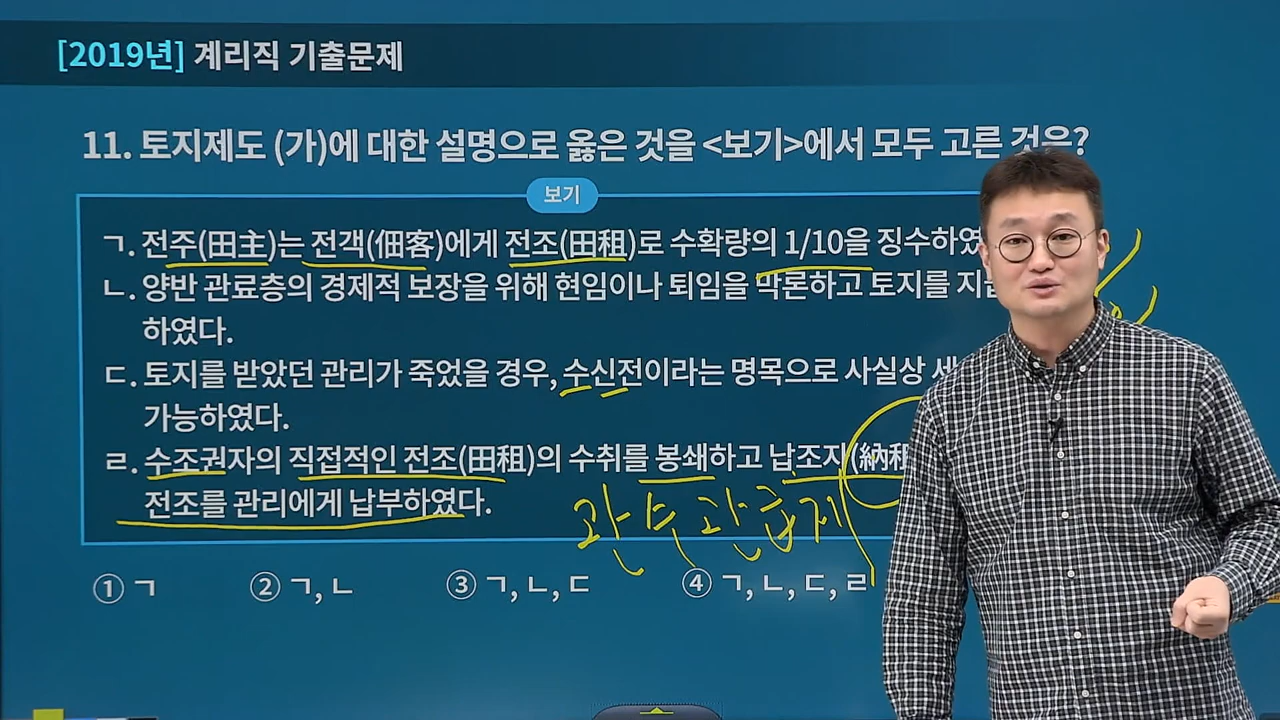 [2019년] 계리직 기출문제
11. 토지제도 (가)에 대한 설명으로 옳은 것을 <보기>에서 모두 고른 것은?
보기
ㄱ. 전주(田主)는 전객(佃客)에게 전조(田租)로 수확량의 1/10을 징수하였
ㄴ. 양반 관료층의 경제적 보장을 위해 현임이나 퇴임을 막론하고 토지를 지급
하였다.
ㄷ. 토지를 받았던 관리가 죽었을 경우, 수신전이라는 명목으로 사실상 세
가능하였다.
ㄹ. 수조권자의 직접적인 전조(田租)의 수취를 봉쇄하고 납조자(納租
전조를 관리에게 납부하였다.
관수관급제
① ㄱ
② ㄱ, ㄴ
③ ㄱ, ㄴ, ㄷ
④ ㄱ, ㄴ, ㄷ, ㄹ